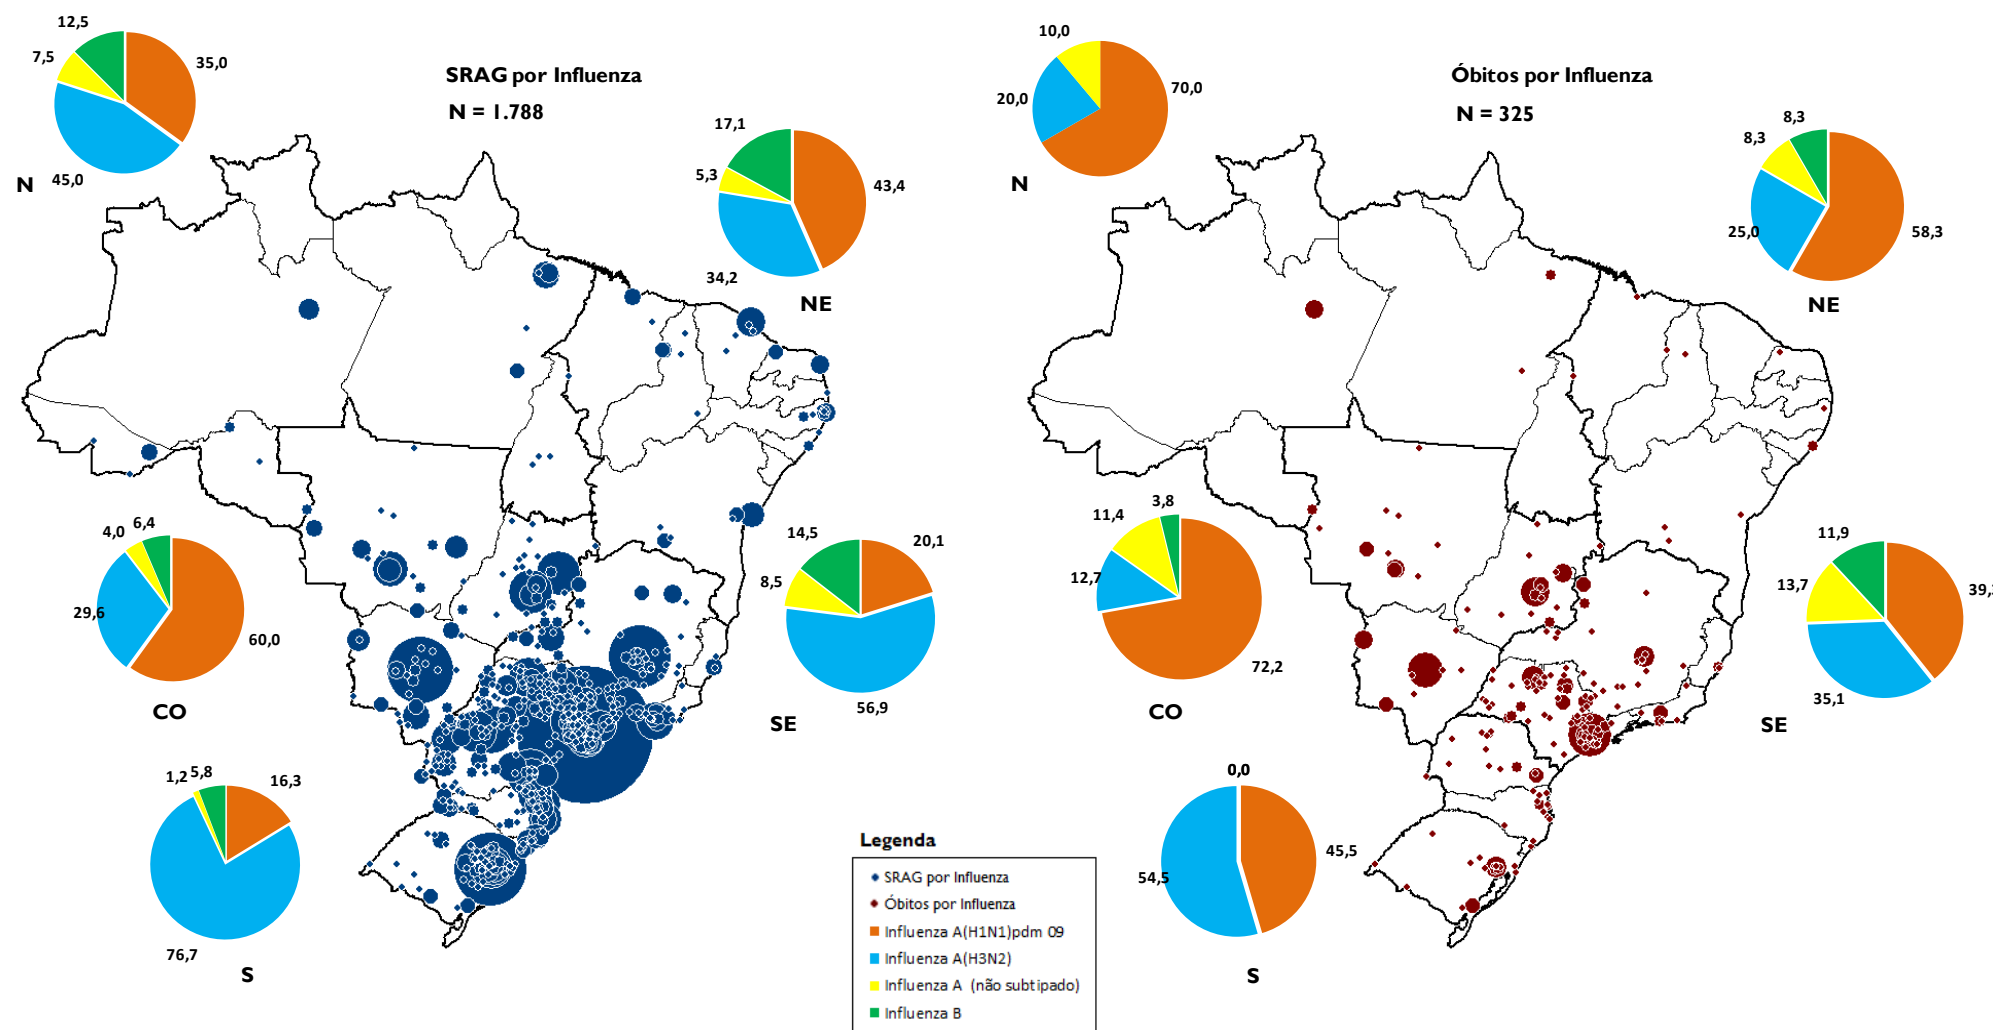 SRAG por Influenza
N = 1.788
12,5
7,5
35,0
45,0
N
17,1
5,3
43,4
34,2
NE
4,0
6,4
29,6
60,0
CO
14,5
20,1
8,5
56,9
SE
1,2
5,8
16,3
76,7
S
Óbitos por Influenza
N = 325
10,0
20,0
70,0
N
8,3
8,3
25,0
58,3
NE
11,4
3,8
12,7
72,2
CO
11,9
13,7
35,1
SE
0,0
45,5
54,5
S
Legenda
SRAG por Influenza
Óbitos por Influenza
Influenza A(H1N1)pdm 09
Influenza A(H3N2)
Influenza A (não subtipado)
Influenza B